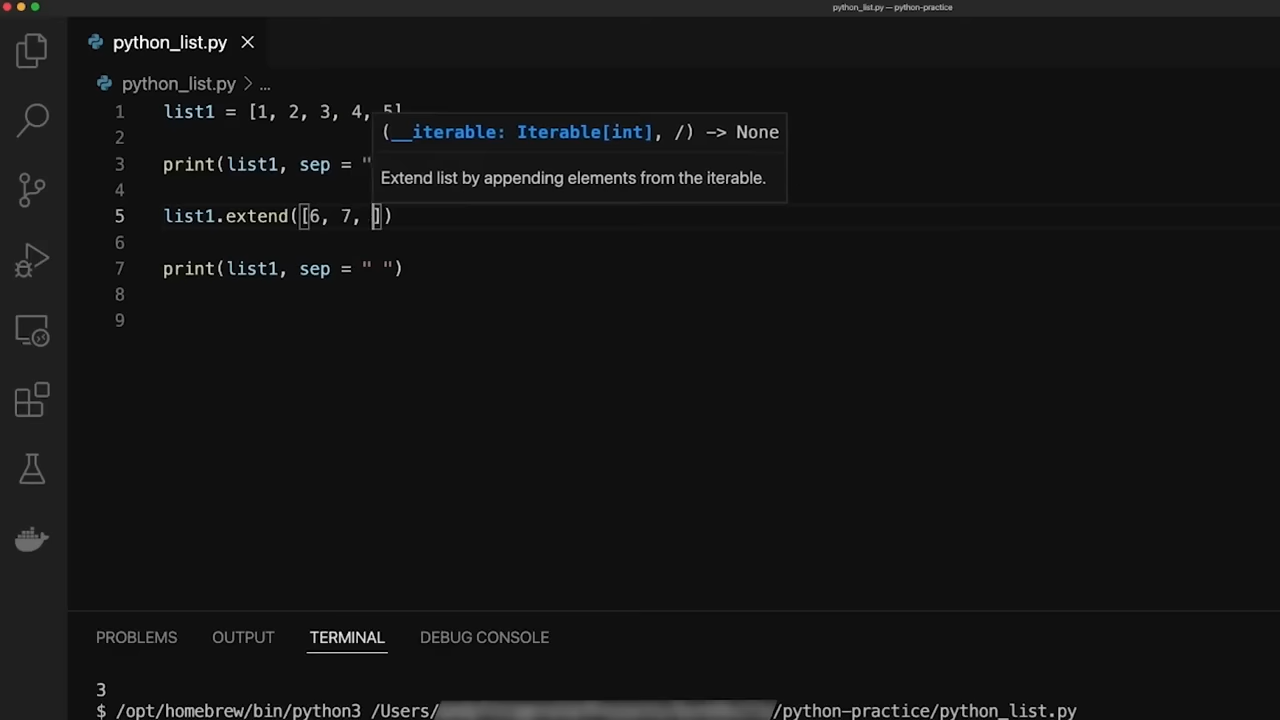 python_list.py — python-practice
python_list.py
python_list.py > ...
1 list1 = [1, 2, 3, 4, 5]
(__iterable: Iterable[int], /) -> None
2
3 print(list1, sep = "
Extend list by appending elements from the iterable.
4
5 list1.extend([6, 7, ])
6
7 print(list1, sep = " ")
8
9
PROBLEMS OUTPUT TERMINAL DEBUG CONSOLE
3
$ /opt/homebrew/bin/python3 /Users/ /python-practice/python_list.py